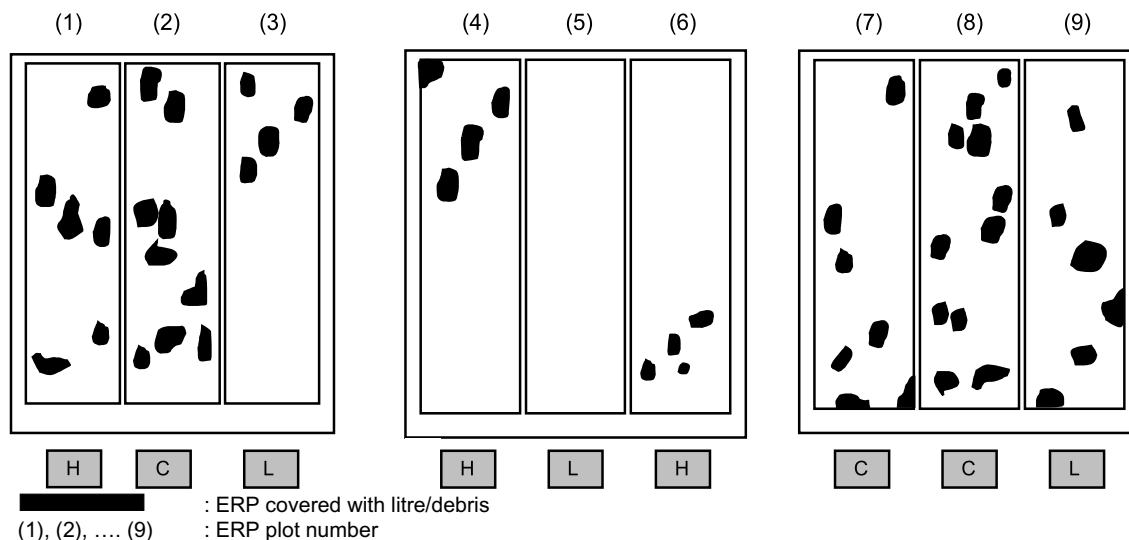 (1) (2) (3) (4) (5) (6) (7) (8) (9)
H C L H L H C C L
: ERP covered with litre/debris
(1), (2), .... (9) : ERP plot number